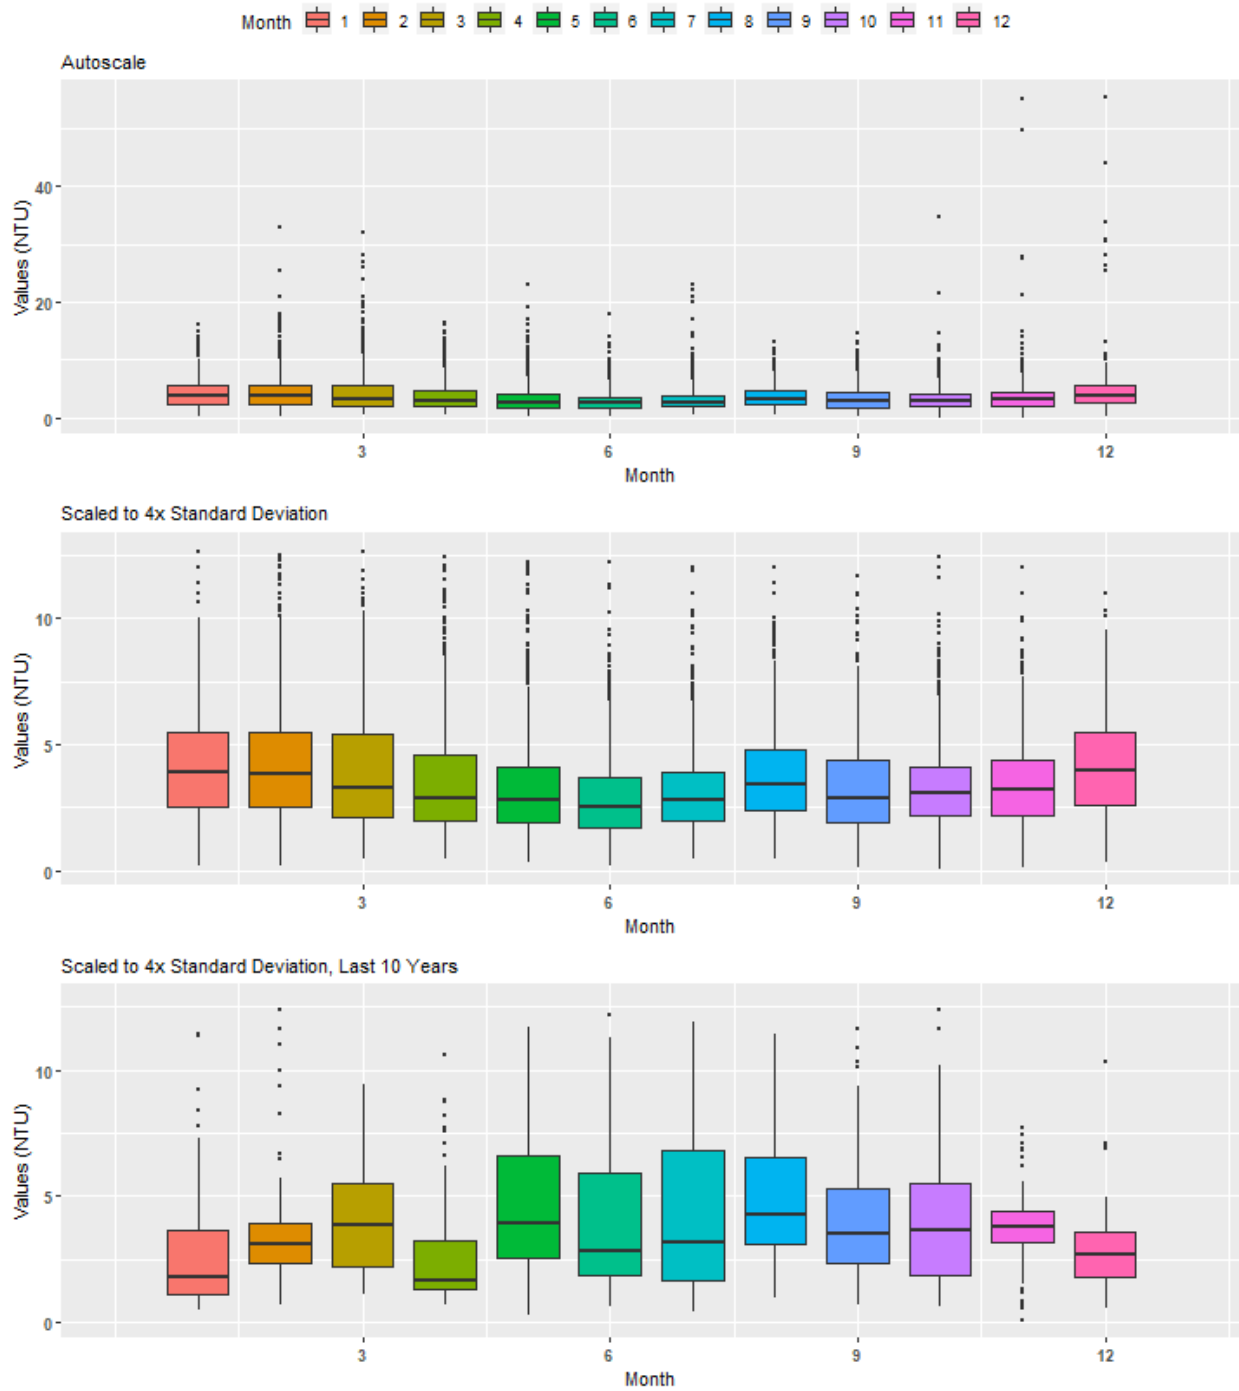 Month 1 2 3 4 5 6 7 8 9 10 11 12
Autoscale
Values (NTU)
40
20
0
3 6 9 12
Month
Scaled to 4x Standard Deviation
Values (NTU)
10
5
0
3 6 9 12
Month
Scaled to 4x Standard Deviation, Last 10 Years
Values (NTU)
10
5
0
3 6 9 12
Month